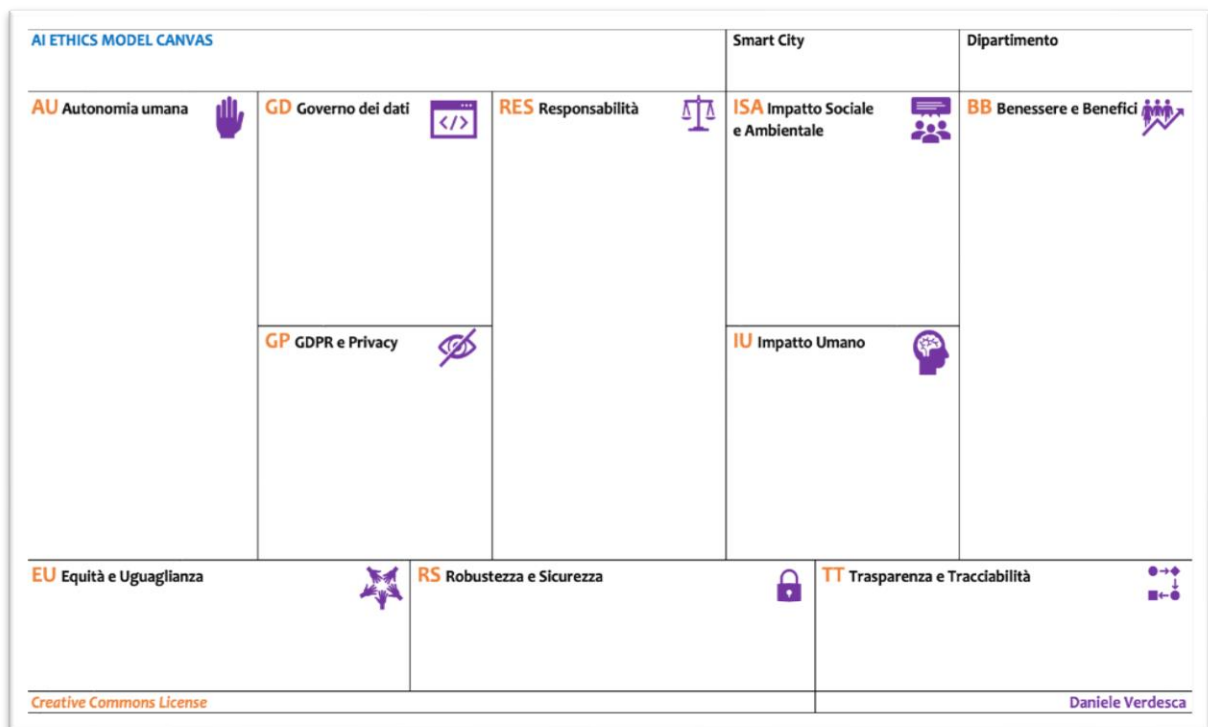 AI ETHICS MODEL CANVAS
Smart City
Dipartimento
AU Autonomia umana
GD Governo dei dati
</>
RES Responsabilità
ISA Impatto Sociale
e Ambientale
BB Benessere e Benefici
GP GDPR e Privacy
IU Impatto Umano
EU Equità e Uguaglianza
RS Robustezza e Sicurezza
TT Trasparenza e Tracciabilità
Creative Commons License
Daniele Verdesca